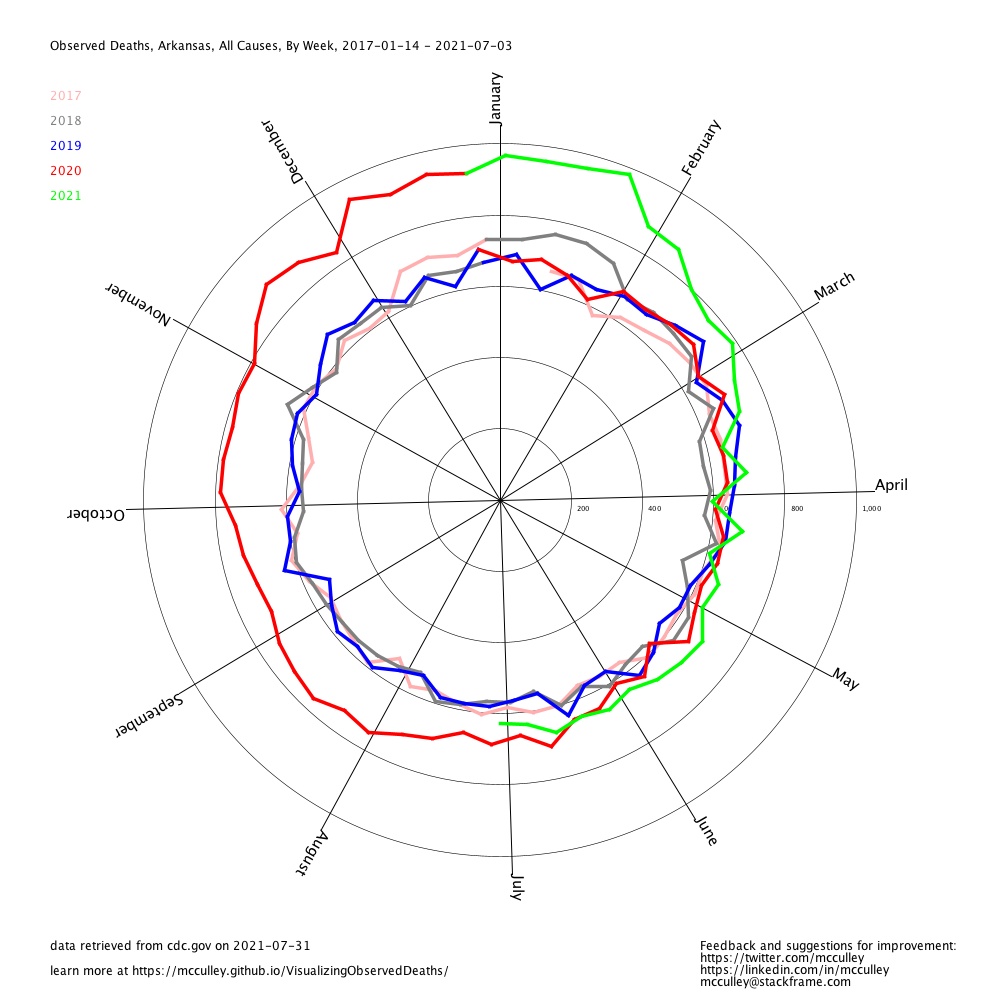 Observed Deaths, Arkansas, All Causes, By Week, 2017-01-14 - 2021-07-03
2017
2018
2019
2020
2021
January
February
March
April
May
June
July
August
September
October
November
December
200
400
800
1,000
data retrieved from cdc.gov on 2021-07-31
learn more at https://mcculley.github.io/VisualizingObservedDeaths/
Feedback and suggestions for improvement:
https://twitter.com/mcculley
https://linkedin.com/in/mcculley
mcculley@stackframe.com